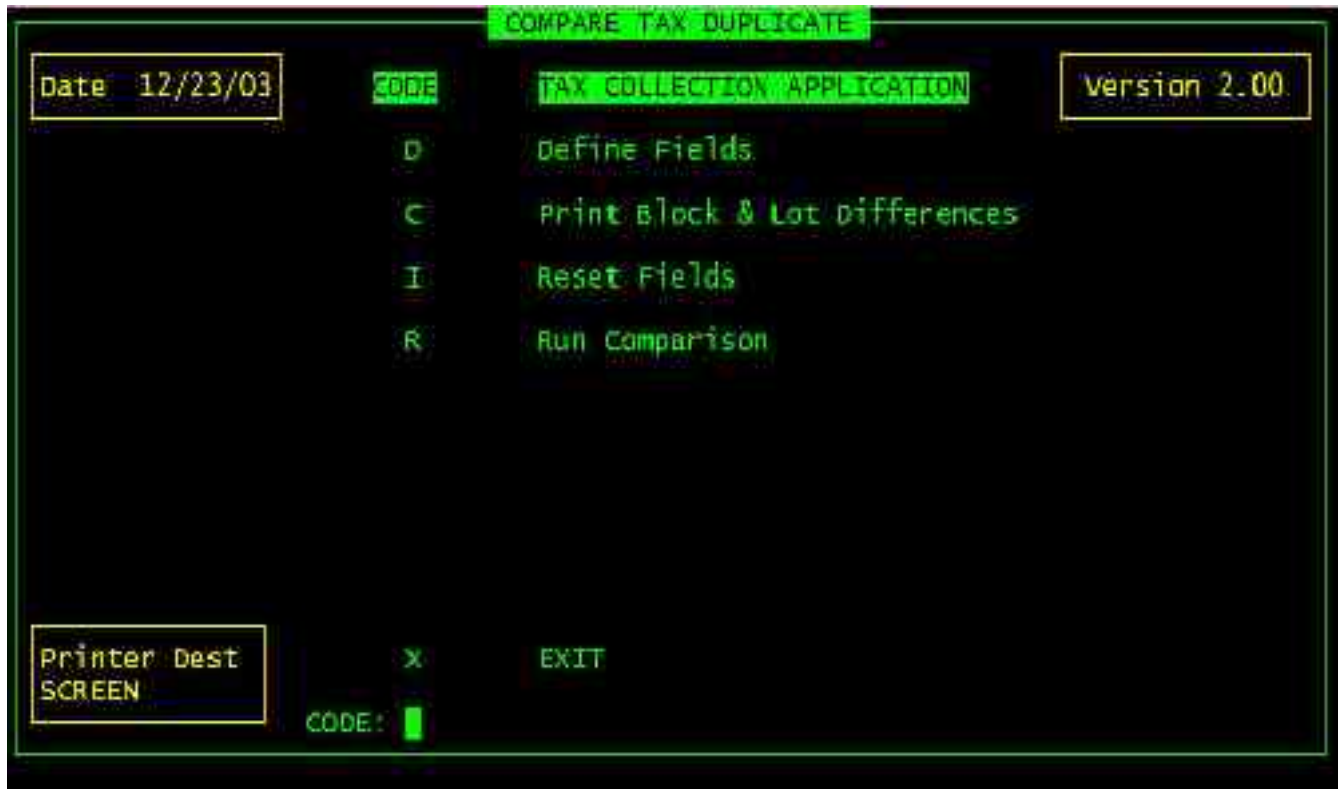 COMPARE TAX DUPLICATE
Date 12/23/03 CODE TAX COLLECTION APPLICATION Version 2.00
D Define Fields
C Print Block & Lot Differences
I Reset Fields
R Run Comparison
Printer Dest X EXIT
SCREEN
CODE: